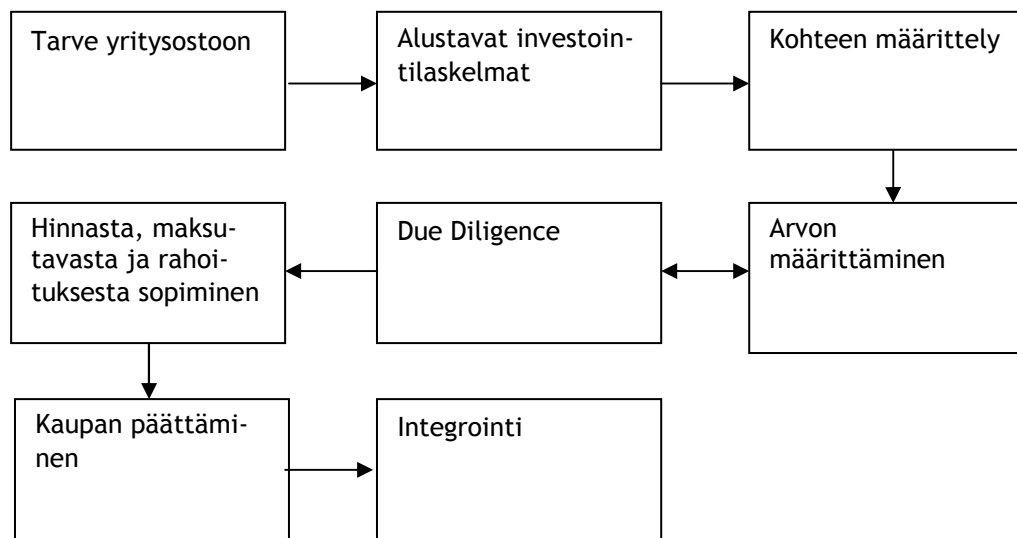 Tarve yritysostoon
Alustavat investoin-
tilaskelmat
Kohteen määrittely
Hinnasta, maksu-
tavasta ja rahoi-
tuksesta sopiminen
Due Diligence
Arvon
määrittäminen
Kaupan päättämi-
nen
Integrointi